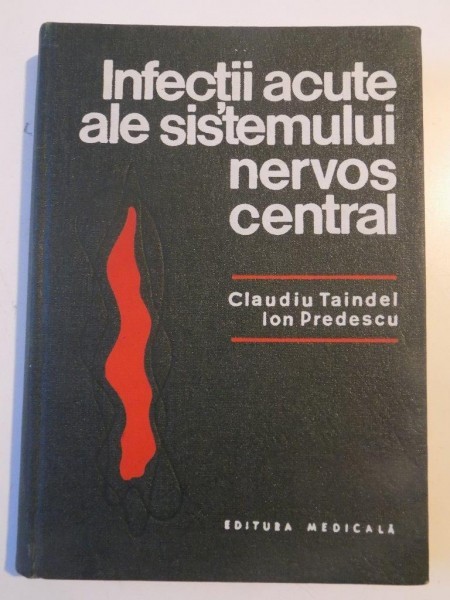 Infecții acute
ale sistemului
nervos
central
Claudiu Taindel
Ion Predescu
EDITURA MEDICALĂ